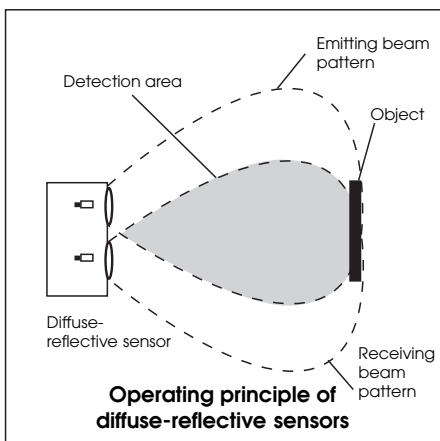 Emitting beam
pattern
Detection area
Object
Diffuse-
reflective sensor
Receiving
beam
pattern
Operating principle of
diffuse-reflective sensors